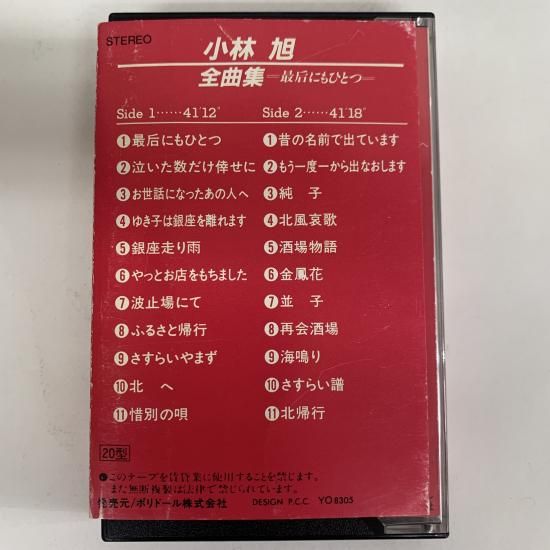 STEREO
小林 旭
全曲集=最后にもひとつ=
Side 1……41'12"
❶最后にもひとつ
❷泣いた数だけ倖せに
❸お世話になったあの人へ
❹ゆき子は銀座を離れます
❺銀座走り雨
❻やっとお店をもちました
❼波止場にて
❽ふるさと帰行
❾さすらいやまず
❿北 へ
⓫惜別の唄
Side 2……41'18"
❶昔の名前で出ています
❷もう一度一から出なおします
❸純 子
❹北風哀歌
❺酒場物語
❻金鳳花
❼並 子
❽再会酒場
❾海鳴り
❿さすらい譜
⓫北帰行
20型
●このテープを賃貸業に使用することを禁じます。
また無断複製は法律で禁じられています。
発売元/ポリドール株式会社 DESIGN P.C.C. YO8305